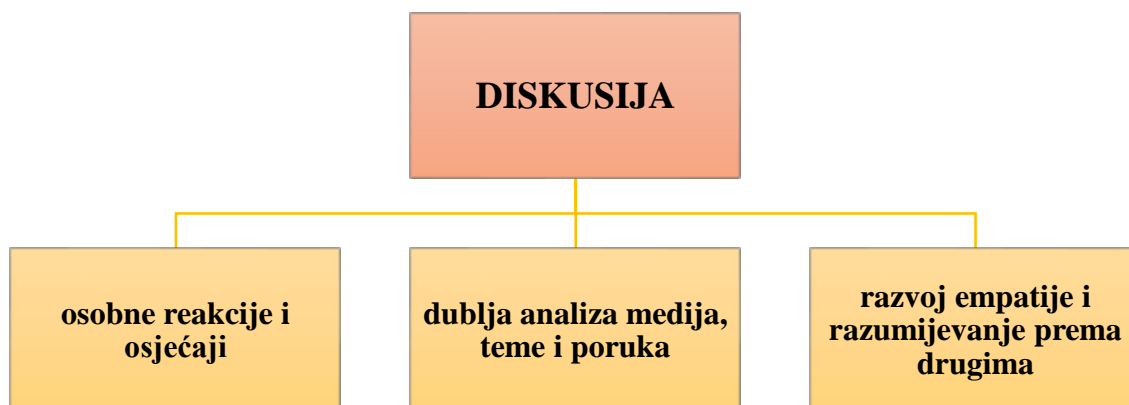 DISKUSIJA
osobne reakcije i
osjećaji
dublja analiza medija,
teme i poruka
razvoj empatije i
razumijevanje prema
drugima